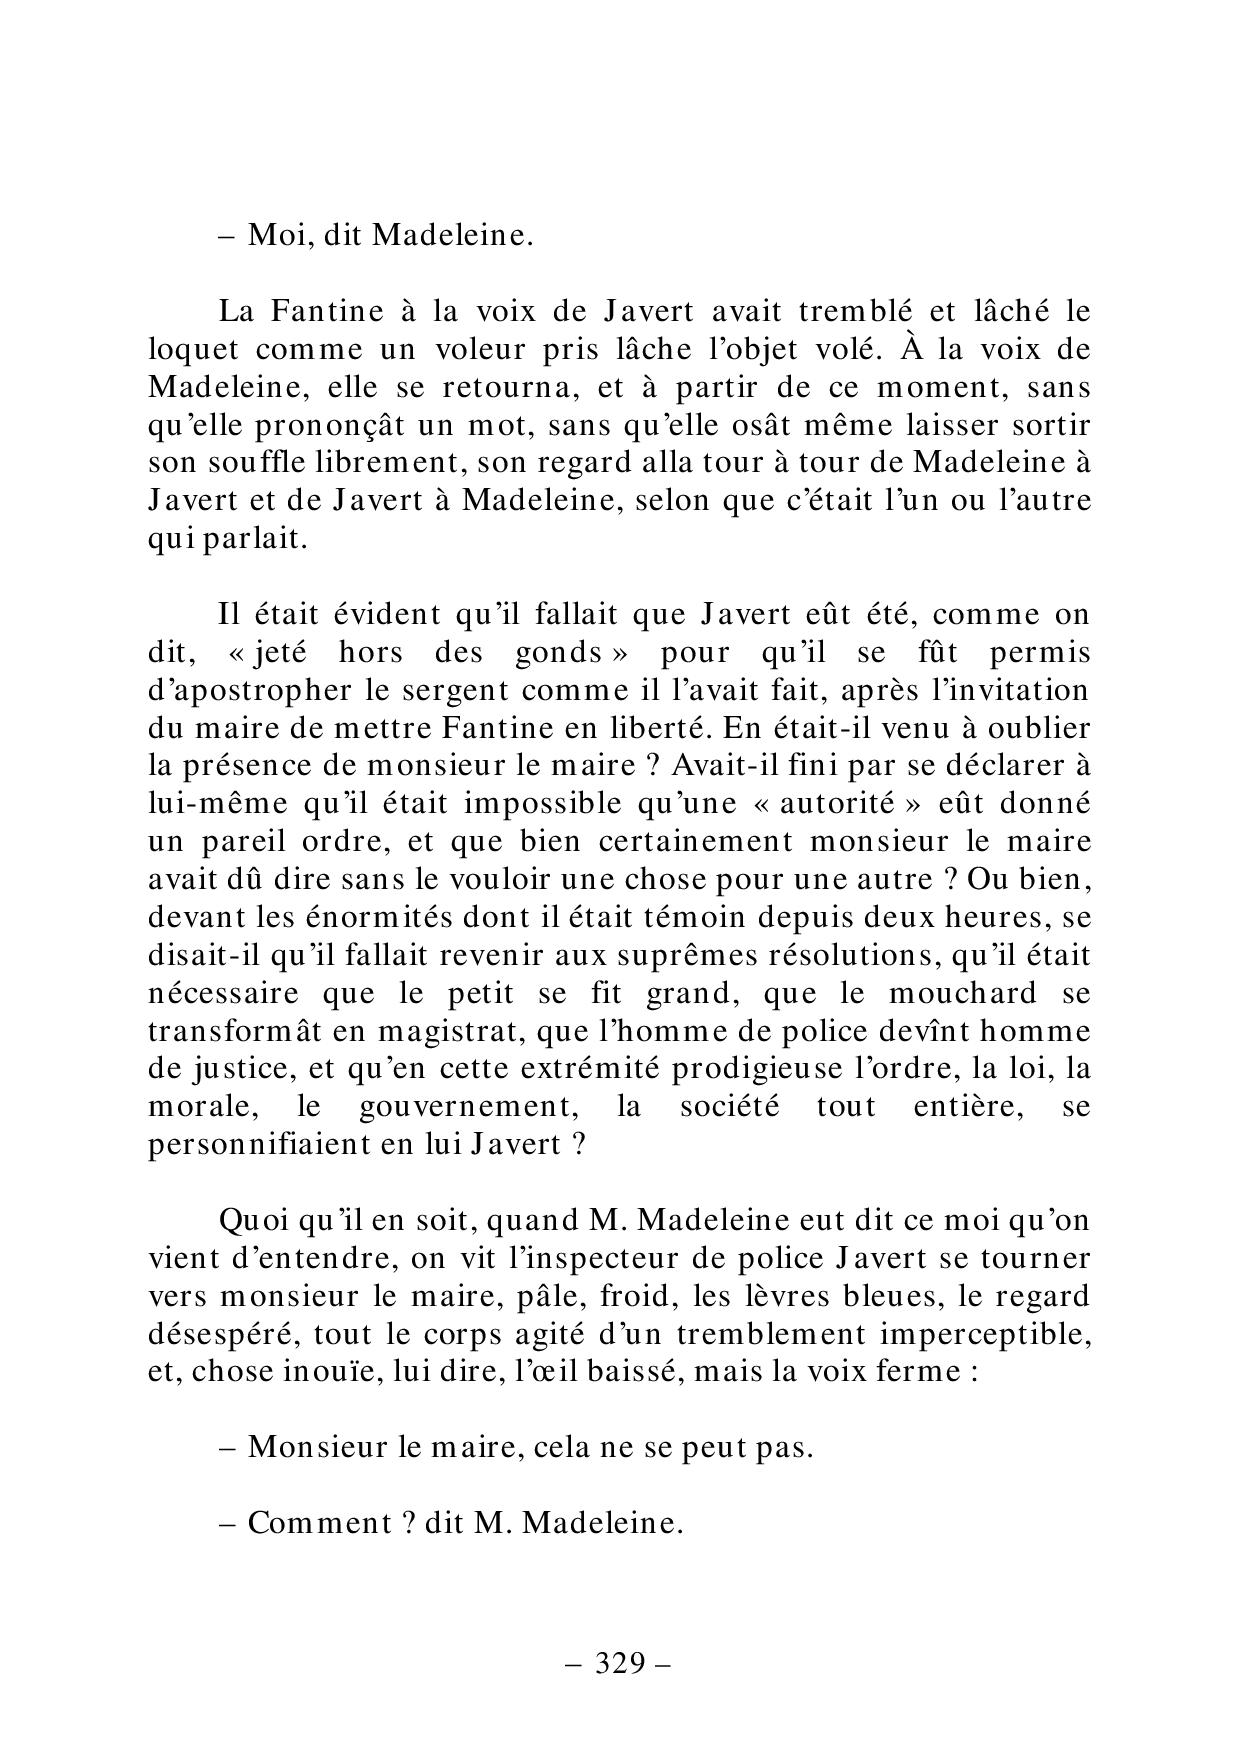 – Moi, dit Madeleine.
La Fantine à la voix de Javert avait tremblé et lâché le
loquet comme un voleur pris lâche l’objet volé. À la voix de
Madeleine, elle se retourna, et à partir de ce moment, sans
qu’elle prononçât un mot, sans qu’elle osât même laisser sortir
son souffle librement, son regard alla tour à tour de Madeleine à
Javert et de Javert à Madeleine, selon que c’était l’un ou l’autre
qui parlait.
Il était évident qu’il fallait que Javert eût été, comme on
dit, « jeté hors des gonds » pour qu’il se fût permis
d’apostropher le sergent comme il l’avait fait, après l’invitation
du maire de mettre Fantine en liberté. En était-il venu à oublier
la présence de monsieur le maire ? Avait-il fini par se déclarer à
lui-même qu’il était impossible qu’une « autorité » eût donné
un pareil ordre, et que bien certainement monsieur le maire
avait dû dire sans le vouloir une chose pour une autre ? Ou bien,
devant les énormités dont il était témoin depuis deux heures, se
disait-il qu’il fallait revenir aux suprêmes résolutions, qu’il était
nécessaire que le petit se fit grand, que le mouchard se
transformât en magistrat, que l’homme de police devînt homme
de justice, et qu’en cette extrémité prodigieuse l’ordre, la loi, la
morale, le gouvernement, la société tout entière, se
personnifiaient en lui Javert ?
Quoi qu’il en soit, quand M. Madeleine eut dit ce moi qu’on
vient d’entendre, on vit l’inspecteur de police Javert se tourner
vers monsieur le maire, pâle, froid, les lèvres bleues, le regard
désespéré, tout le corps agité d’un tremblement imperceptible,
et, chose inouïe, lui dire, l’œil baissé, mais la voix ferme :
– Monsieur le maire, cela ne se peut pas.
– Comment ? dit M. Madeleine.
– 329 –